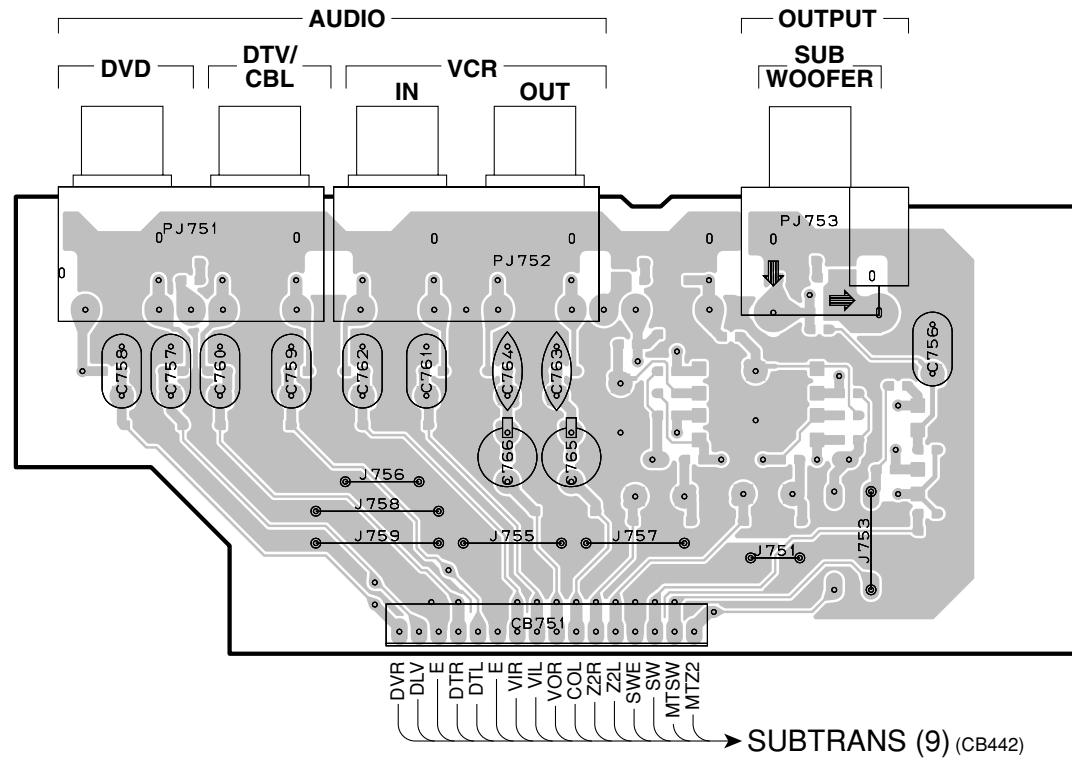 AUDIO
OUTPUT
DVD
DTV/
CBL
VCR
SUB
WOOFER
IN
OUT
PJ751
PJ752
PJ753
C758
C757
C760
C759
C762
C761
C764
C763
C756
C766
C765
J756
J758
J759
J755
J757
J751
J753
CB751
DVR
DLV
E
DTR
DTL
E
VIR
VIL
VOR
COL
Z2R
Z2L
SWE
SW
MTSW
MTZ2
SUBTRANS (9) (CB442)